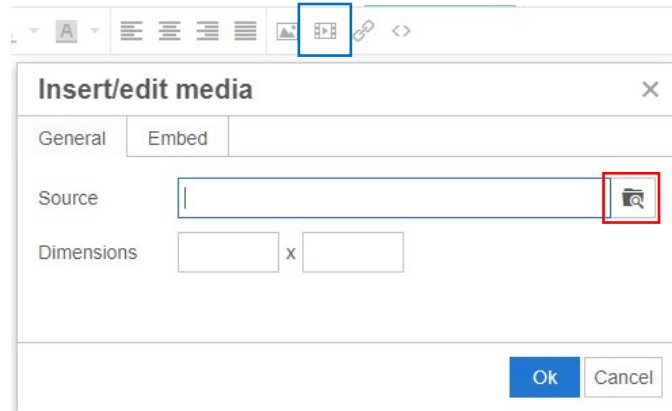 A
Insert/edit media
General Embed
Source
Dimensions x
Ok Cancel